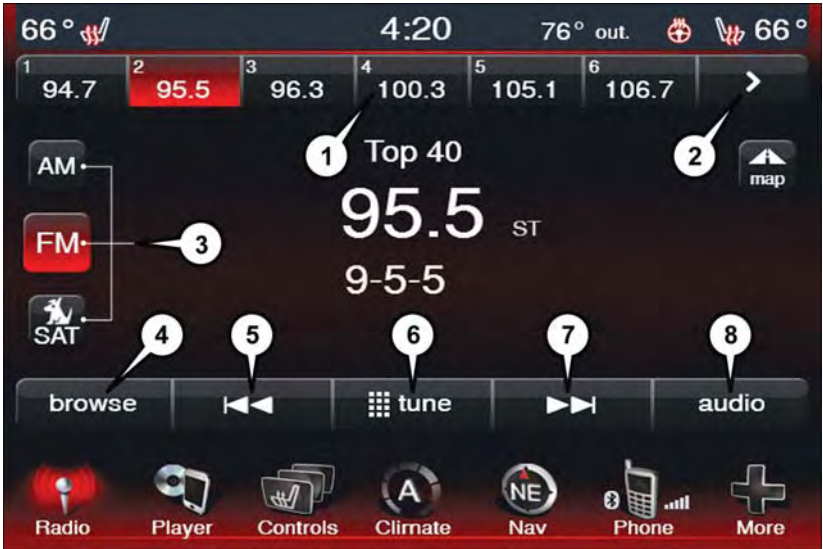 66° 4:20 76° out. 66°
1 94.7 2 95.5 3 96.3 4 100.3 5 105.1 6 106.7
1 Top 40 2
AM map
95.5 ST
FM 3
9-5-5
SAT 4 5 6 7 8
browse tune audio
A NE
Radio Player Controls Climate Nav Phone More